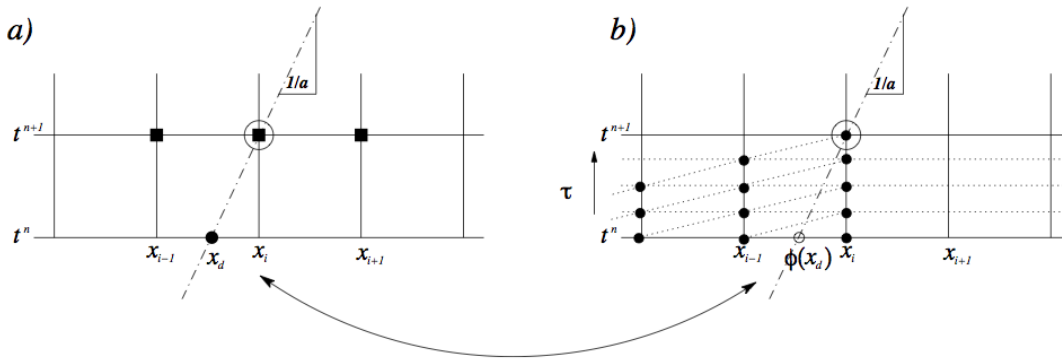 a)
1/a
t^{n+1}
t^n
x_{i-1}
x_d
x_i
x_{i+1}
b)
1/a
t^{n+1}
τ
t^n
x_{i-1}
ϕ(x_d)
x_i
x_{i+1}